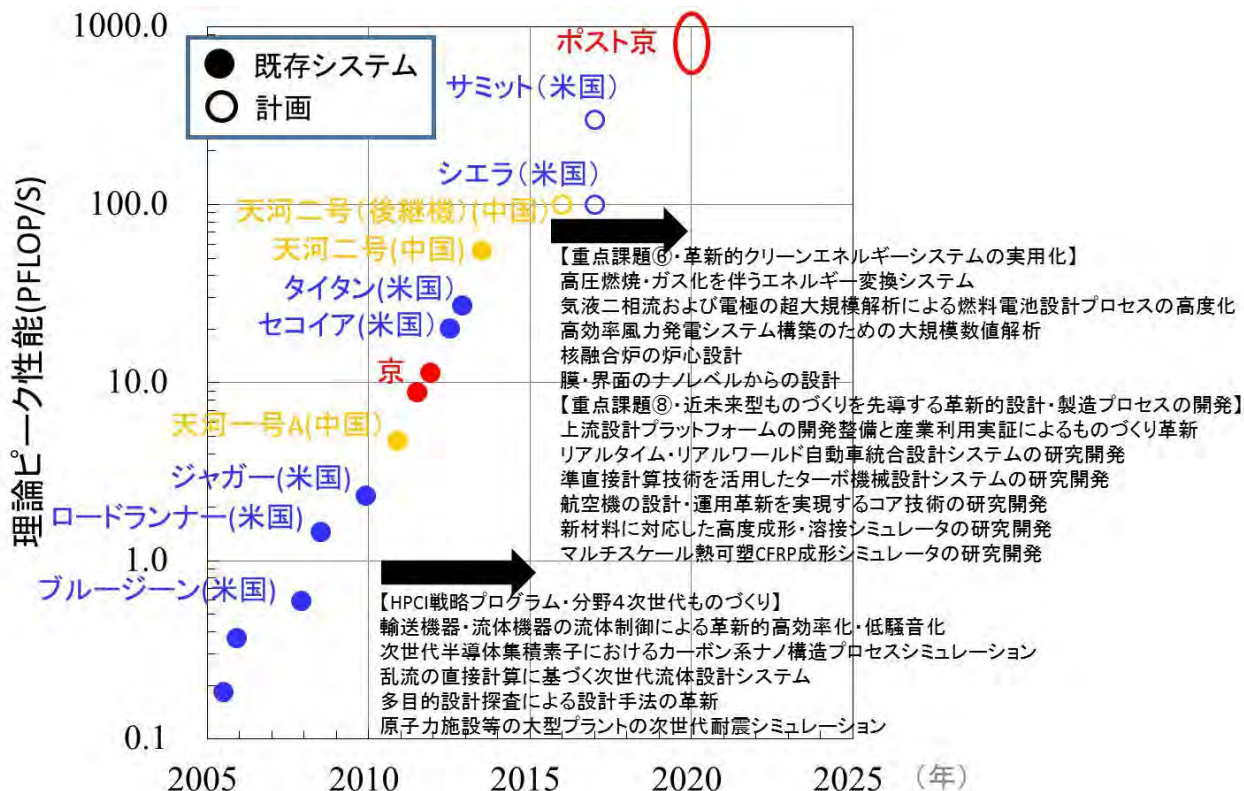 1000.0
ポスト京
既存システム
計画
サミット(米国)
シエラ(米国)
100.0
天河二号(後継機)(中国)
天河二号(中国)
【重点課題⑥・革新的クリーンエネルギーシステムの実用化】
高圧燃焼・ガス化を伴うエネルギー変換システム
タイタン(米国)
気液二相流および電極の超大規模解析による燃料電池設計プロセスの高度化
セコイア(米国)
高効率風力発電システム構築のための大規模数値解析
核融合炉の炉心設計
京
膜・界面のナノレベルからの設計
10.0
【重点課題⑧・近未来型ものづくりを先導する革新的設計・製造プロセスの開発】
天河一号A(中国)
上流設計プラットフォームの開発整備と産業利用実証によるものづくり革新
リアルタイム・リアルワールド自動車統合設計システムの研究開発
ジャガー(米国)
準直接計算技術を活用したターボ機械設計システムの研究開発
航空機の設計・運用革新を実現するコア技術の研究開発
ロードランナー(米国)
新材料に対応した高度成形・溶接シミュレータの研究開発
マルチスケール熱可塑CFRP成形シミュレータの研究開発
1.0
ブルージーン(米国)
【HPCI戦略プログラム・分野4次世代ものづくり】
輸送機器・流体機器の流体制御による革新的高効率化・低騒音化
次世代半導体集積素子におけるカーボン系ナノ構造プロセスシミュレーション
乱流の直接計算に基づく次世代流体設計システム
多目的設計探査による設計手法の革新
原子力施設等の大型プラントの次世代耐震シミュレーション
0.1
理論ピーク性能(PFLOP/S)
2005 2010 2015 2020 2025 (年)